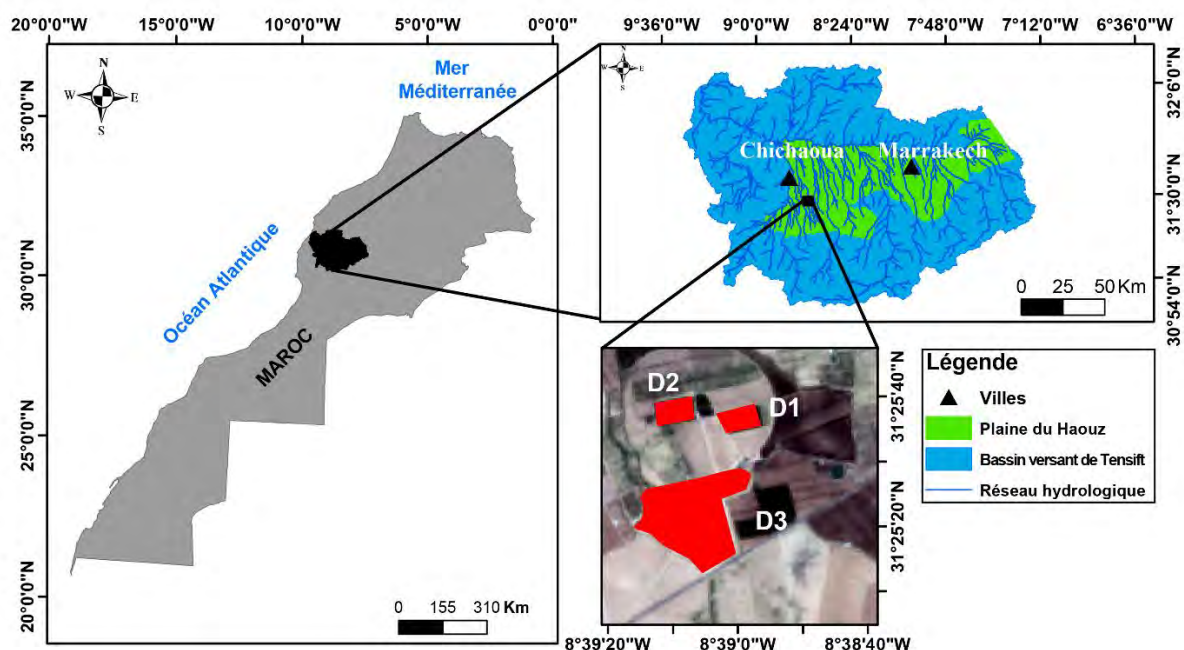 20°0'0"W 15°0'0"W 10°0'0"W 5°0'0"W 0°0'0"W
35°0'0"N
30°0'0"N
25°0'0"N
20°0'0"N
N
W E
S
Mer
Méditerranée
Océan Atlantique
MAROC
0 155 310 Km
9°36'0"W 9°0'0"W 8°24'0"W 7°48'0"W 7°12'0"W 6°36'0"W
32°6'0"N
31°30'0"N
30°54'0"N
N
W E
S
Chichaoua Marrakech
0 25 50 Km
D2
D1
D3
31°25'40"N
31°25'20"N
8°39'20"W 8°39'0"W 8°38'40"W
Légende
Villes
Plaine du Haouz
Bassin versant de Tensift
Réseau hydrologique